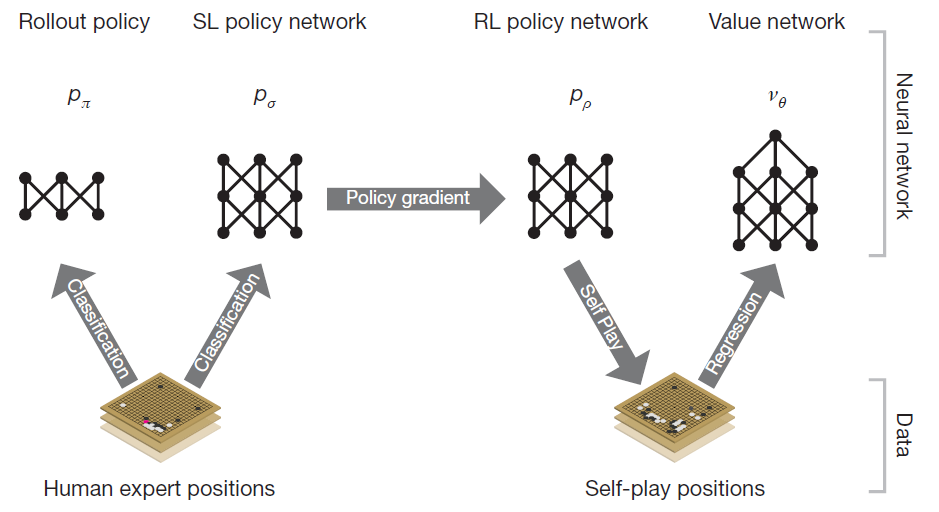 Rollout policy
SL policy network
RL policy network
Value network
pπ
pσ
pρ
νθ
Neural network
Policy gradient
Classification
Classification
Self Play
Regression
Data
Human expert positions
Self-play positions